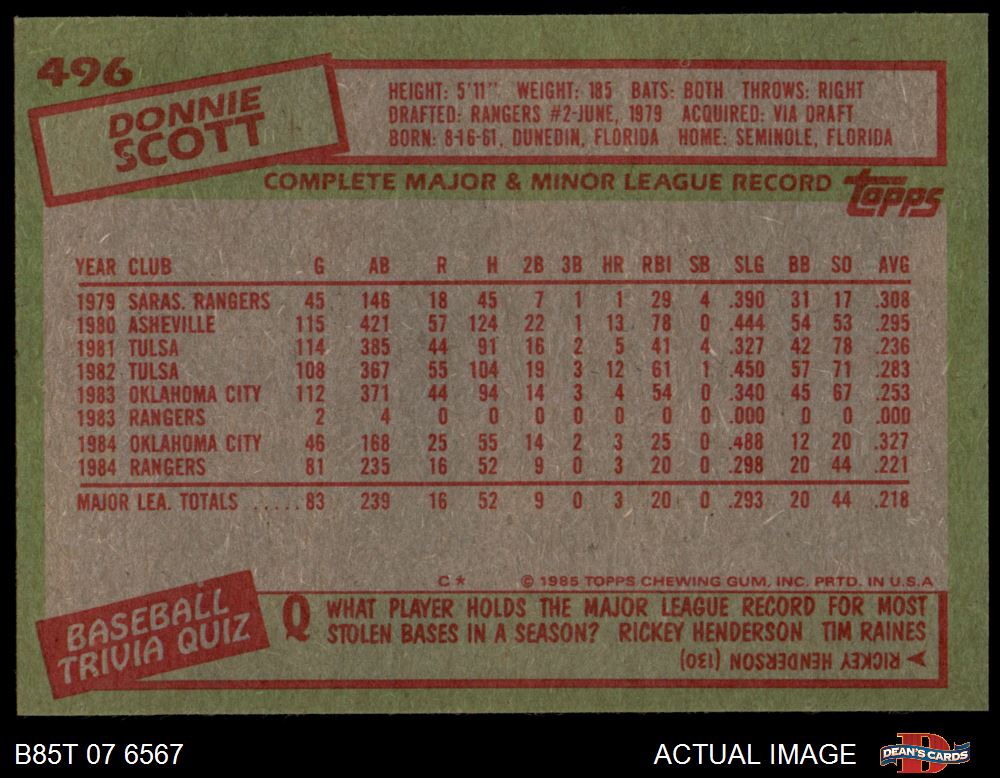 496
DONNIE
SCOTT
HEIGHT: 5'11" WEIGHT: 185 BATS: BOTH THROWS: RIGHT
DRAFTED: RANGERS #2-JUNE, 1979 ACQUIRED: VIA DRAFT
BORN: 8-16-61, DUNEDIN, FLORIDA HOME: SEMINOLE, FLORIDA
COMPLETE MAJOR & MINOR LEAGUE RECORD topps
YEAR CLUB G AB R H 2B 3B HR RBI SB SLG BB SO AVG
1979 SARAS. RANGERS 45 146 18 45 7 1 1 29 4 .390 31 17 .308
1980 ASHEVILLE 115 421 57 124 22 1 13 78 0 .444 54 53 .295
1981 TULSA 114 385 44 91 16 2 5 41 4 .327 42 78 .236
1982 TULSA 108 367 55 104 19 3 12 61 1 .450 57 71 .283
1983 OKLAHOMA CITY 112 371 44 94 14 3 4 54 0 .340 45 67 .253
1983 RANGERS 2 4 0 0 0 0 0 0 0 .000 0 0 .000
1984 OKLAHOMA CITY 46 168 25 55 14 2 3 25 0 .488 12 20 .327
1984 RANGERS 81 235 16 52 9 0 3 20 0 .298 20 44 .221
MAJOR LEA. TOTALS ..... 83 239 16 52 9 0 3 20 0 .293 20 44 .218
C* © 1985 TOPPS CHEWING GUM, INC. PRTD. IN U.S.A
BASEBALL
TRIVIA QUIZ
Q WHAT PLAYER HOLDS THE MAJOR LEAGUE RECORD FOR MOST
STOLEN BASES IN A SEASON? RICKEY HENDERSON TIM RAINES
RICKEY HENDERSON (130)
B85T 07 6567 ACTUAL IMAGE DEAN'S CARDS